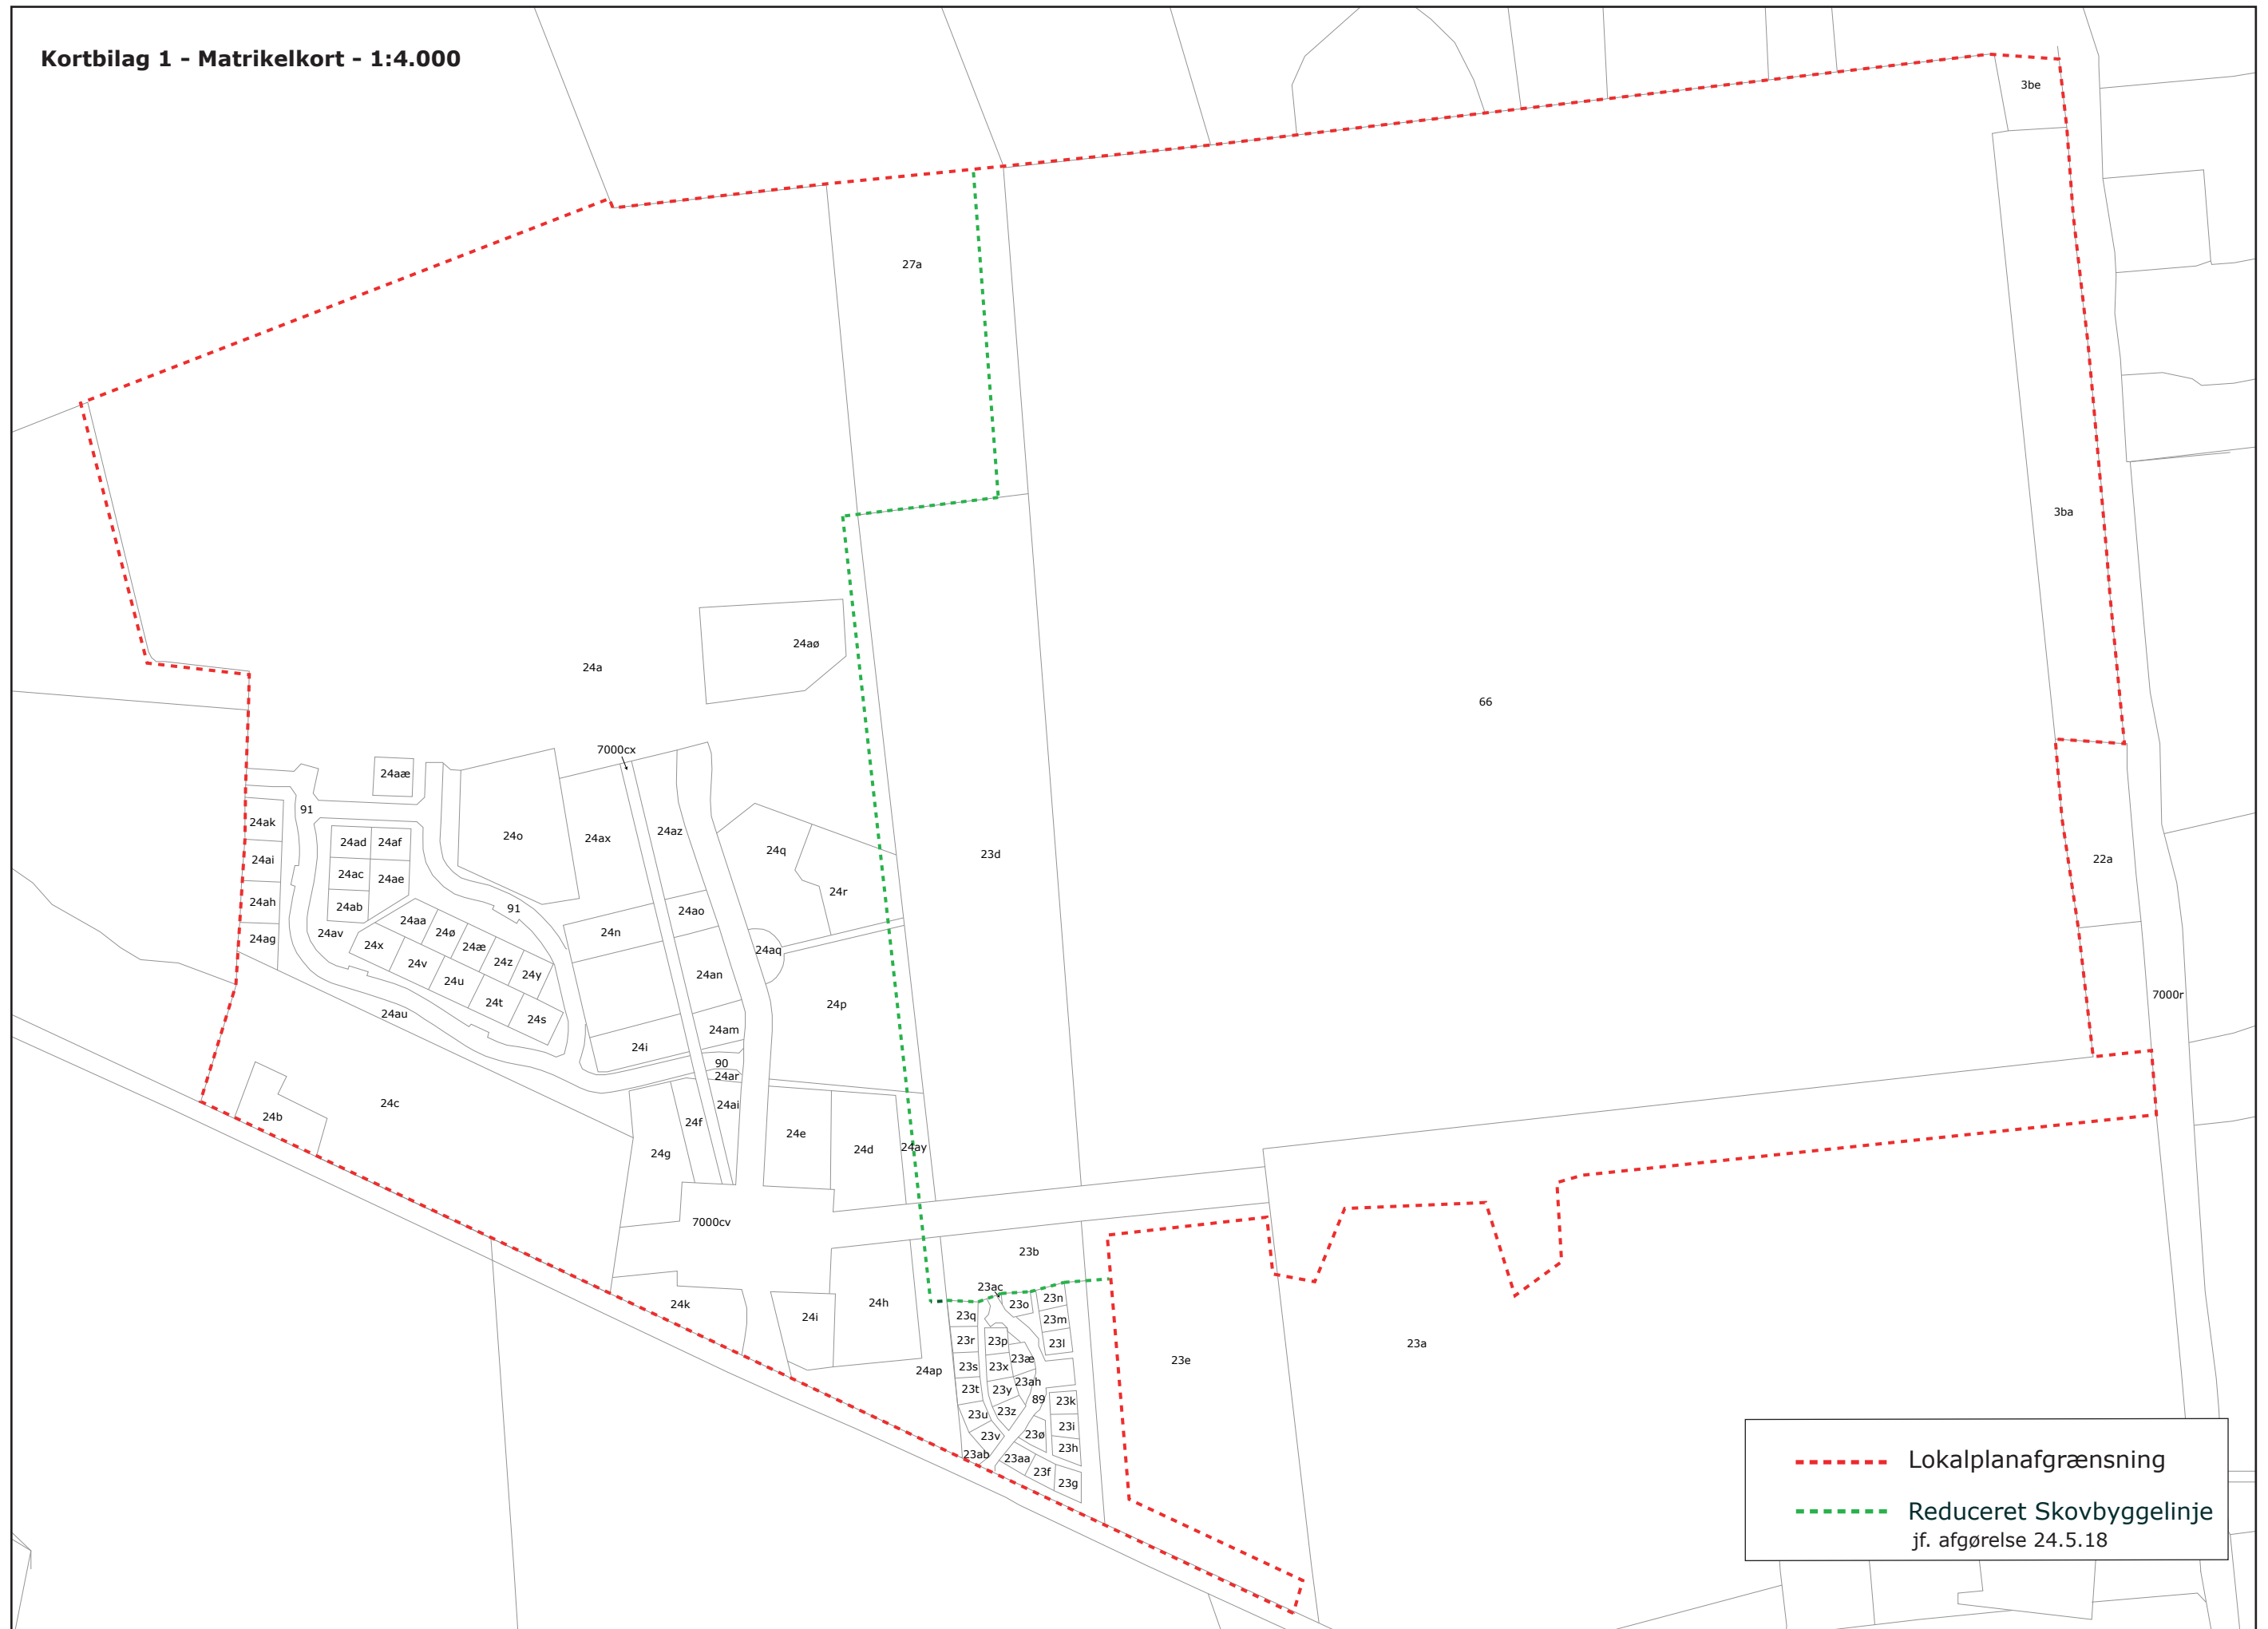 Kortbilag 1 - Matrikelkort - 1:4.000
3be
27a
3ba
24aø
24a
66
7000cx
24aæ
91
24ak
24o
24ax
24az
24ad
24af
24q
23d
22a
24ai
24ac
24ae
24r
24ah
24ab
91
24ao
24aa
24ø
24av
24n
24ag
24x
24æ
24aq
24v
24z
24y
24an
24u
24t
24p
7000r
24au
24s
24am
24i
90
24ar
24c
24b
24f
24ai
24e
24d
24ay
24g
7000cv
23b
23ac
24k
24i
24h
23q
23o
23n
23m
23r
23p
23l
23a
23e
23s
23x
23æ
24ap
23t
23y
23ah
89
23k
23u
23z
23i
23v
23ø
23h
23ab
23aa
23f
23g
Lokalplanafgrænsning
Reduceret Skovbyggelinje
jf. afgørelse 24.5.18